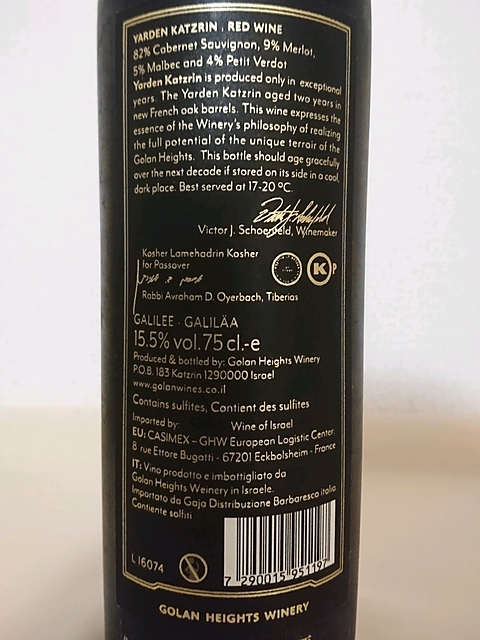 YARDEN KATZRIN . RED WINE
82% Cabernet Sauvignon, 9% Merlot,
5% Malbec and 4% Petit Verdot
Yarden Katzrin is produced only in exceptional
years. The Yarden Katzrin aged two years in
new French oak barrels. This wine expresses the
essence of the Winery's philosophy of realizing
the full potential of the unique terroir of the
Golan Heights. This bottle should age gracefully
over the next decade if stored on its side in a cool,
dark place. Best served at 17-20 °C.
Victor J. Schoenfeld, Winemaker
Kosher Lamehadrin Kosher
for Passover
K P
Rabbi Avraham D. Oyerbach, Tiberias
GALILEE - GALILÄA
15.5% vol. 75 cl.-e
Produced & bottled by: Golan Heights Winery
P.O.B. 183 Katzrin 1290000 Israel
www.golanwines.co.il
Contains sulfites, Contient des sulfites
Imported by: Wine of Israel
EU: CASIMEX – GHW European Logistic Center
8 rue Ettore Bugatti - 67201 Eckbolsheim - France
IT: Vino prodotto e imbottigliato da
Golan Heights Weinery in Israele.
Importato da Gaja Distribuzione Barbaresco italia
Contiente solfiti
L16074
7 290015 951197
GOLAN HEIGHTS WINERY